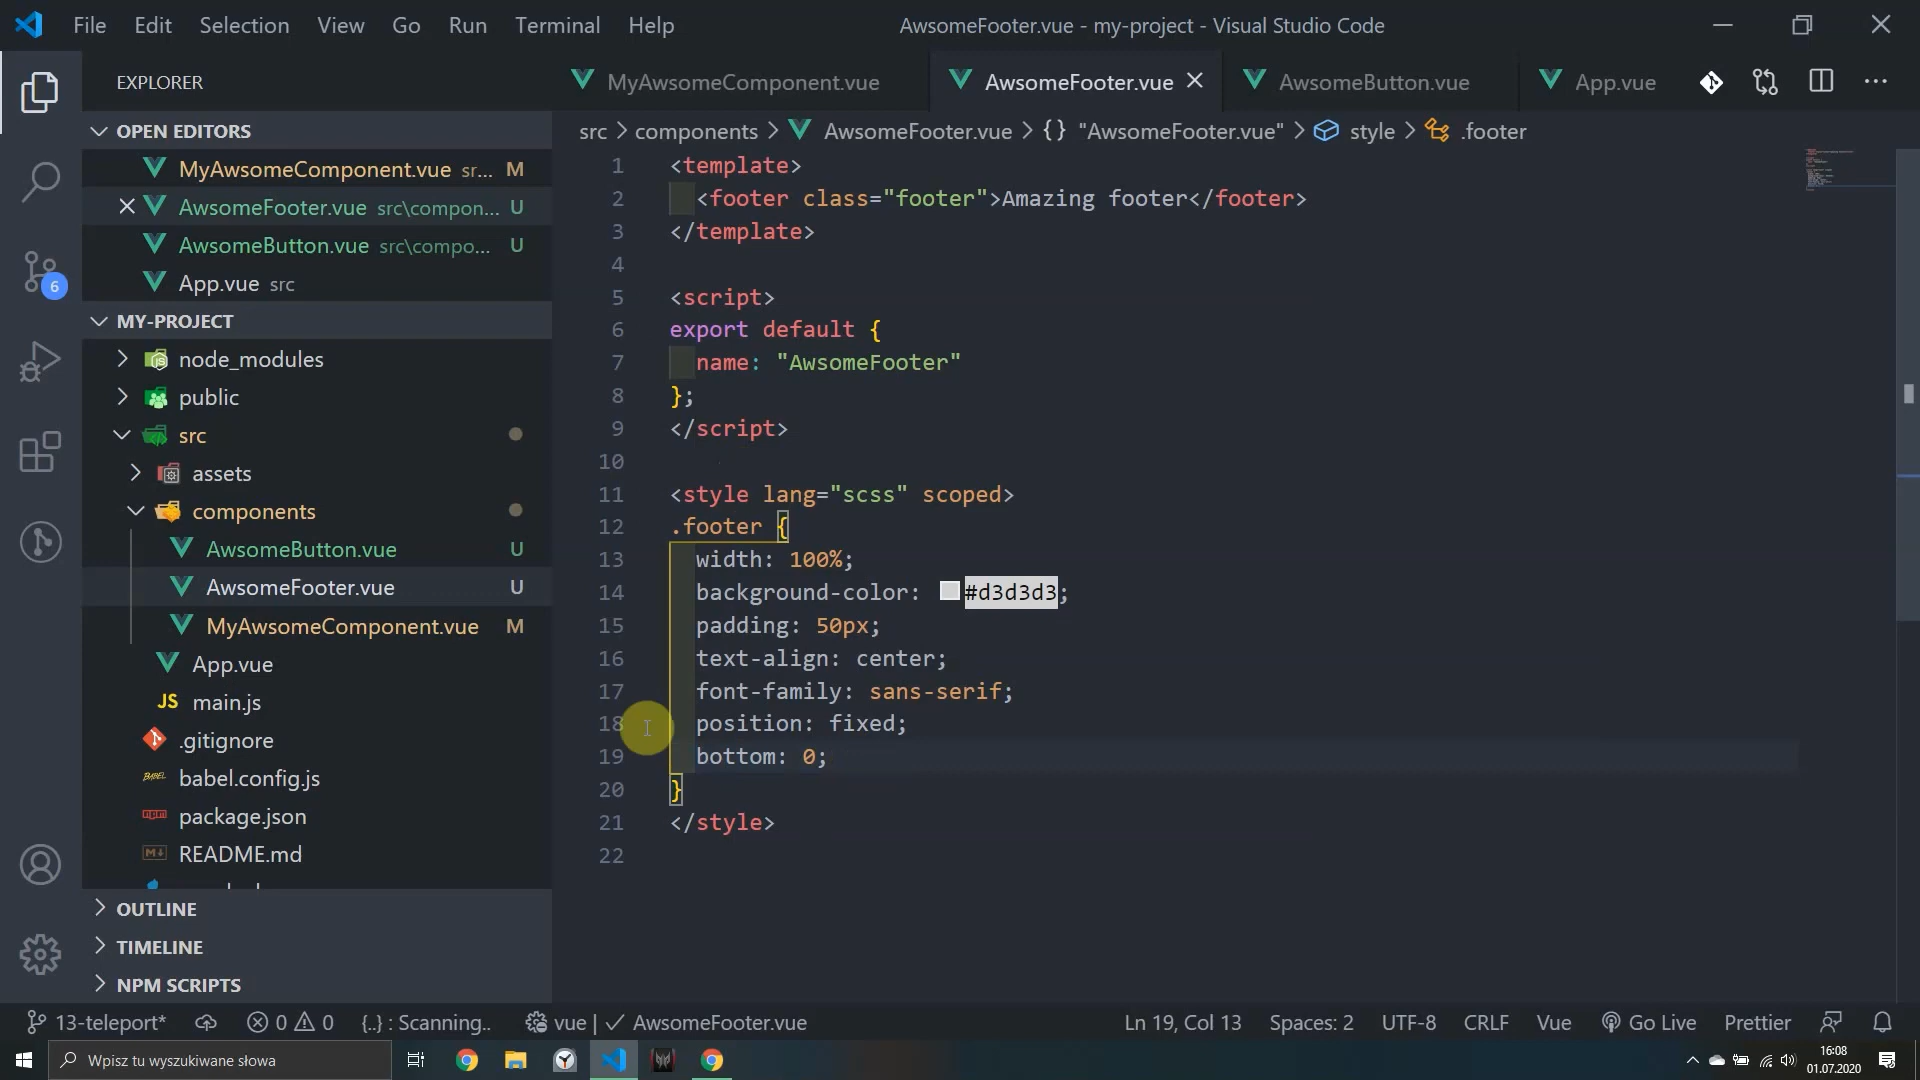 File Edit Selection View Go Run Terminal Help
AwsomeFooter.vue - my-project - Visual Studio Code
EXPLORER
OPEN EDITORS
MyAwsomeComponent.vue sr... M
AwsomeFooter.vue src\compon... U
AwsomeButton.vue src\compo... U
App.vue src
MY-PROJECT
node_modules
public
src
assets
components
AwsomeButton.vue U
AwsomeFooter.vue U
MyAwsomeComponent.vue M
App.vue
JS main.js
.gitignore
BABEL babel.config.js
package.json
M README.md
OUTLINE
TIMELINE
NPM SCRIPTS
6
MyAwsomeComponent.vue AwsomeFooter.vue AwsomeButton.vue App.vue
src > components > AwsomeFooter.vue > {} "AwsomeFooter.vue" > style > .footer
1 <template>
2 <footer class="footer">Amazing footer</footer>
3 </template>
4
5 <script>
6 export default {
7 name: "AwsomeFooter"
8 };
9 </script>
10
11 <style lang="scss" scoped>
12 .footer {
13 width: 100%;
14 background-color: #d3d3d3;
15 padding: 50px;
16 text-align: center;
17 font-family: sans-serif;
18 position: fixed;
19 bottom: 0;
20 }
21 </style>
22
13-teleport* 0 0 {..} : Scanning.. vue | ✓ AwsomeFooter.vue
Ln 19, Col 13 Spaces: 2 UTF-8 CRLF Vue Go Live Prettier
Wpisz tu wyszukiwane słowa
16:08
01.07.2020